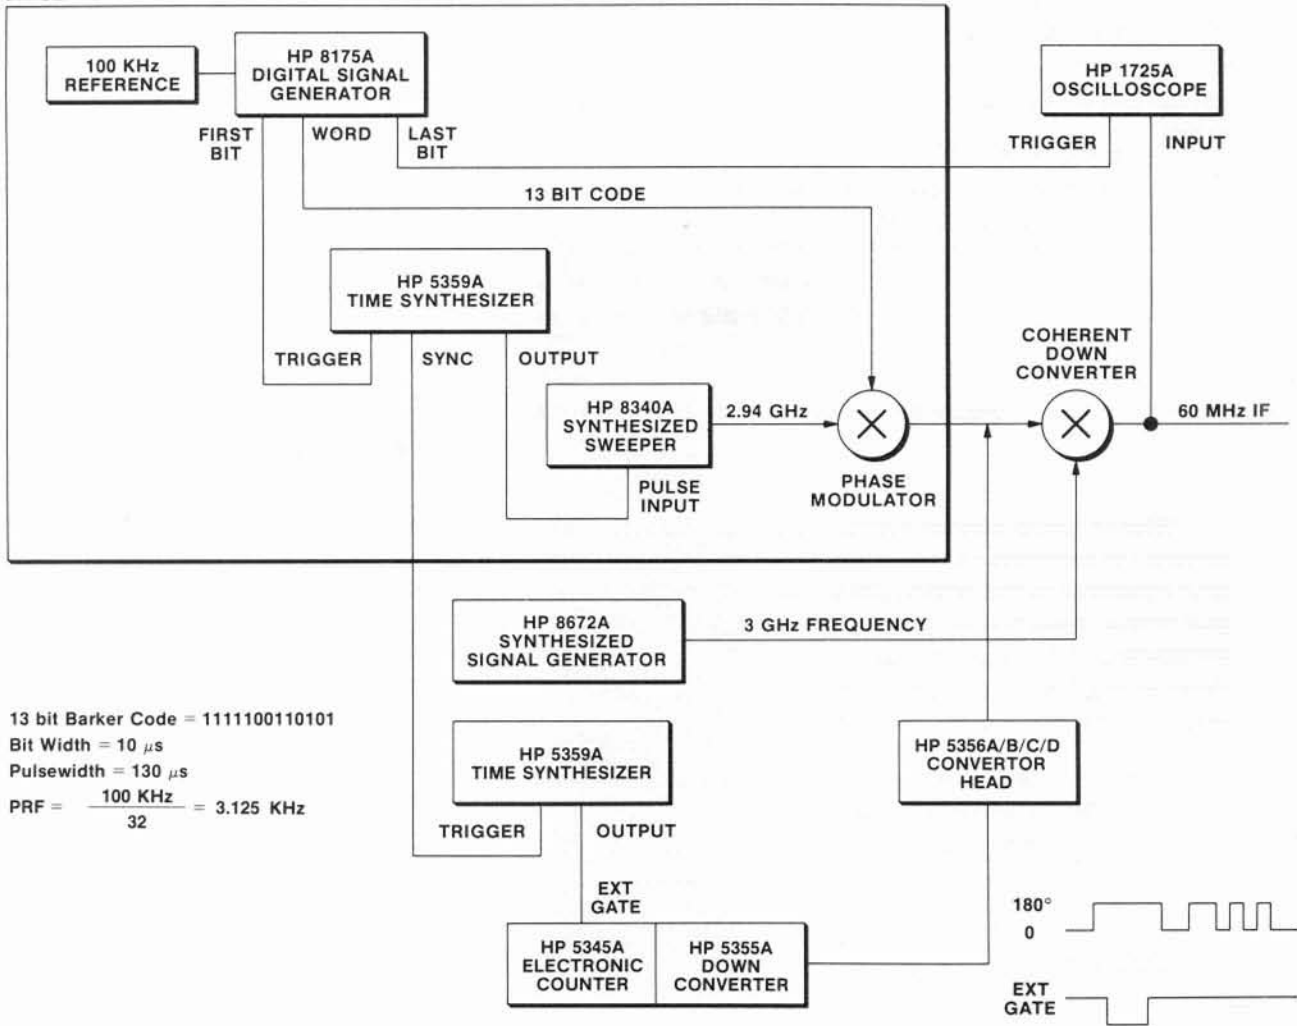 100 KHz
REFERENCE
HP 8175A
DIGITAL SIGNAL
GENERATOR
HP 1725A
OSCILLOSCOPE
FIRST
BIT
WORD
LAST
BIT
TRIGGER
INPUT
13 BIT CODE
HP 5359A
TIME SYNTHESIZER
TRIGGER
SYNC
OUTPUT
COHERENT
DOWN
CONVERTER
HP 8340A
SYNTHESIZED
SWEEPER
2.94 GHz
60 MHz IF
PULSE
INPUT
PHASE
MODULATOR
HP 8672A
SYNTHESIZED
SIGNAL GENERATOR
3 GHz FREQUENCY
13 bit Barker Code = 1111100110101
Bit Width = 10 μs
Pulsewidth = 130 μs
PRF = 100 KHz / 32 = 3.125 KHz
HP 5359A
TIME SYNTHESIZER
HP 5356A/B/C/D
CONVERTOR
HEAD
TRIGGER
OUTPUT
EXT
GATE
HP 5345A
ELECTRONIC
COUNTER
HP 5355A
DOWN
CONVERTER
180°
0
EXT
GATE